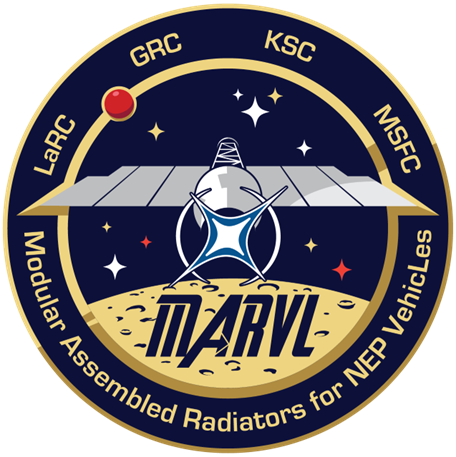 LaRC
GRC
KSC
MSFC
MARVL
Modular Assembled Radiators for NEP VehicLes